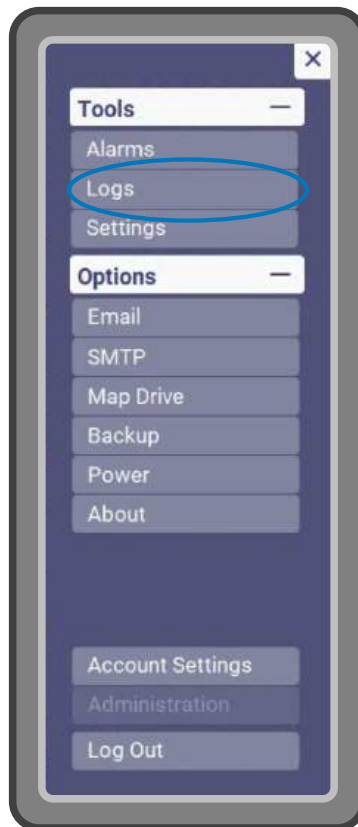 ×
Tools —
Alarms
Logs
Settings
Options —
Email
SMTP
Map Drive
Backup
Power
About
Account Settings
Administration
Log Out